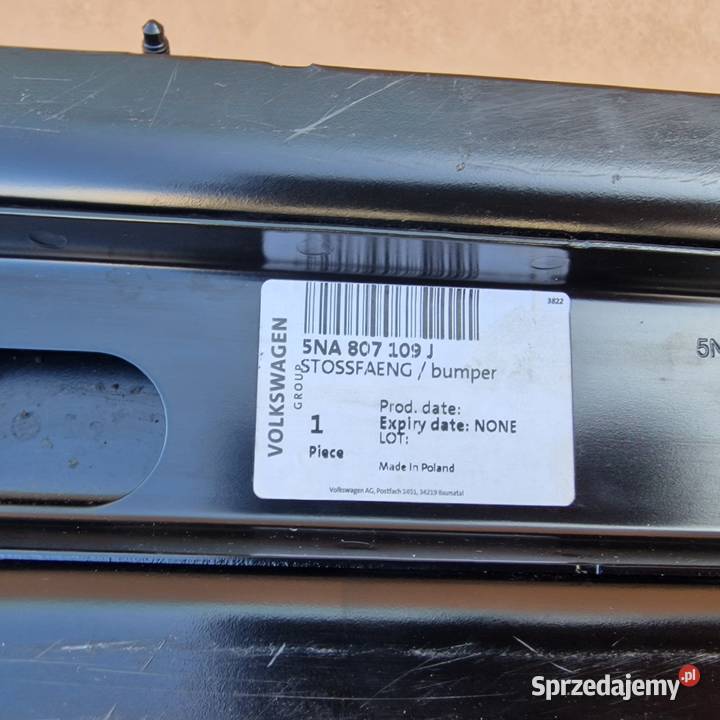 3822
5NA 807 109 J
STOSSFAENG / bumper
VOLKSWAGEN
GROUP
1
Piece
Prod. date:
Expiry date: NONE
LOT:
Made in Poland
Volkswagen AG, Postfach 1451, 34219 Baunatal
5N
Sprzedajemy.pl